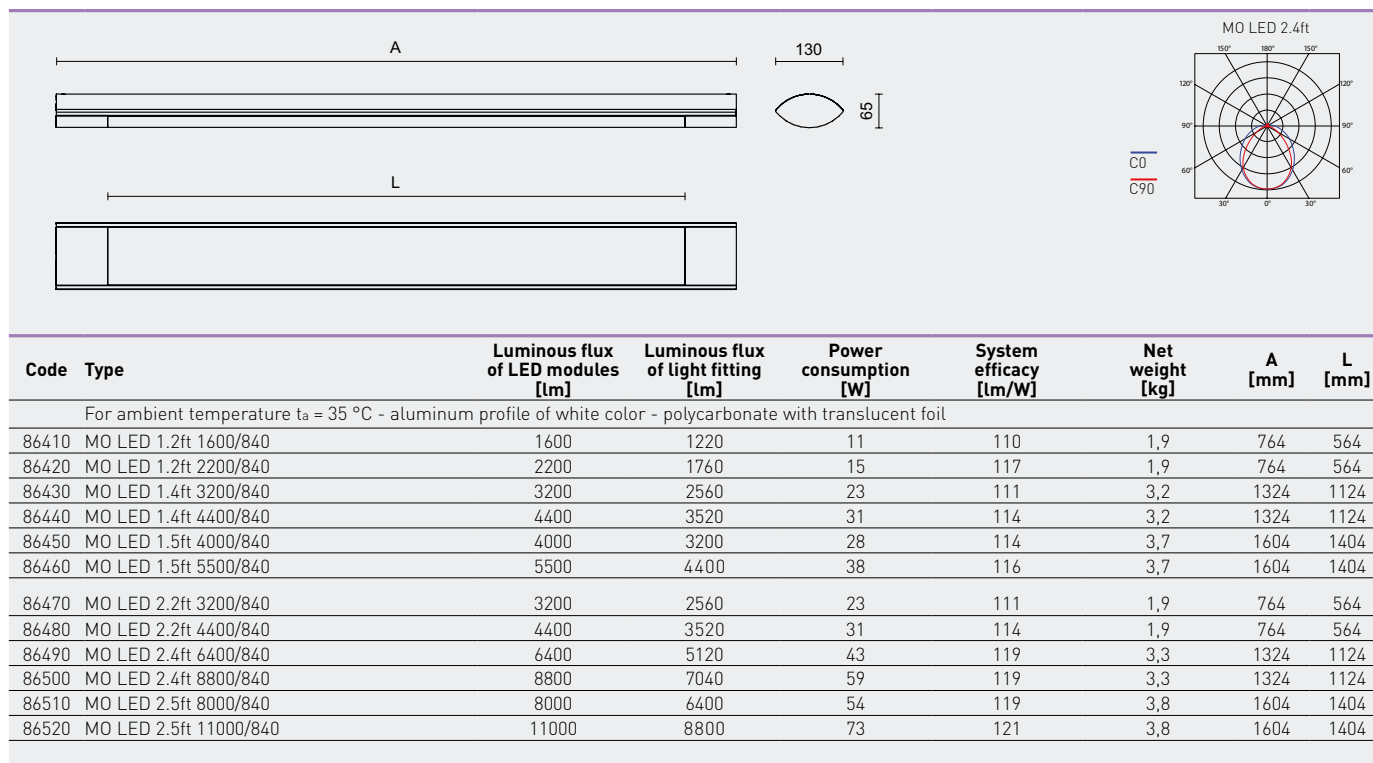 A
130
65
L
MO LED 2.4ft
150° 180° 150°
120° 120°
90° 90°
60° 60°
30° 0° 30°
C0
C90
Code Type Luminous flux of LED modules [lm] Luminous flux of light fitting [lm] Power consumption [W] System efficacy [lm/W] Net weight [kg] A [mm] L [mm]
For ambient temperature ta = 35 °C - aluminum profile of white color - polycarbonate with translucent foil
86410 MO LED 1.2ft 1600/840 1600 1220 11 110 1,9 764 564
86420 MO LED 1.2ft 2200/840 2200 1760 15 117 1,9 764 564
86430 MO LED 1.4ft 3200/840 3200 2560 23 111 3,2 1324 1124
86440 MO LED 1.4ft 4400/840 4400 3520 31 114 3,2 1324 1124
86450 MO LED 1.5ft 4000/840 4000 3200 28 114 3,7 1604 1404
86460 MO LED 1.5ft 5500/840 5500 4400 38 116 3,7 1604 1404
86470 MO LED 2.2ft 3200/840 3200 2560 23 111 1,9 764 564
86480 MO LED 2.2ft 4400/840 4400 3520 31 114 1,9 764 564
86490 MO LED 2.4ft 6400/840 6400 5120 43 119 3,3 1324 1124
86500 MO LED 2.4ft 8800/840 8800 7040 59 119 3,3 1324 1124
86510 MO LED 2.5ft 8000/840 8000 6400 54 119 3,8 1604 1404
86520 MO LED 2.5ft 11000/840 11000 8800 73 121 3,8 1604 1404